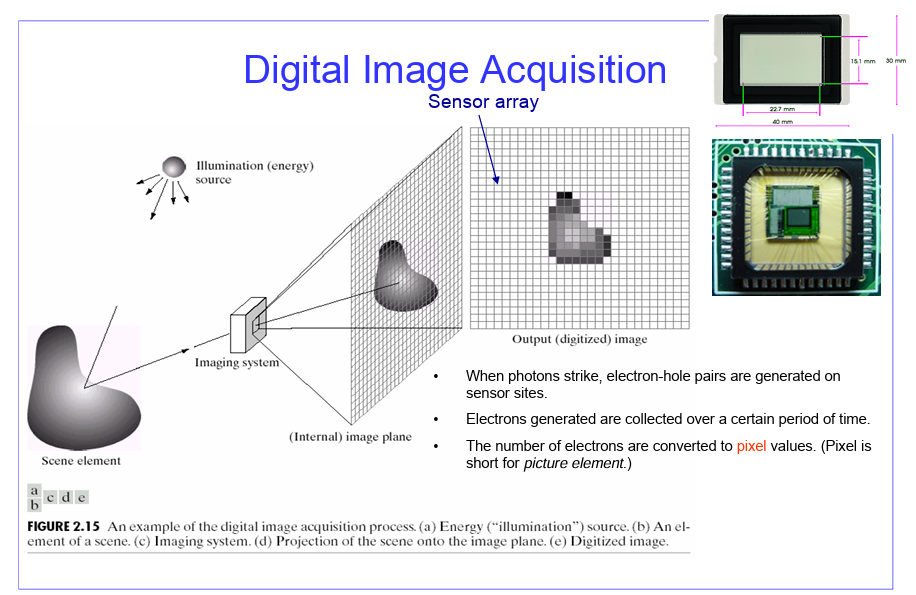 Digital Image Acquisition
Sensor array
15.1 mm
30 mm
22.7 mm
40 mm
Illumination (energy)
source
Output (digitized) image
Imaging system
(Internal) image plane
Scene element
• When photons strike, electron-hole pairs are generated on
sensor sites.
• Electrons generated are collected over a certain period of time.
• The number of electrons are converted to pixel values. (Pixel is
short for picture element.)
a
b
c d e
FIGURE 2.15 An example of the digital image acquisition process. (a) Energy (“illumination”) source. (b) An el-
ement of a scene. (c) Imaging system. (d) Projection of the scene onto the image plane. (e) Digitized image.